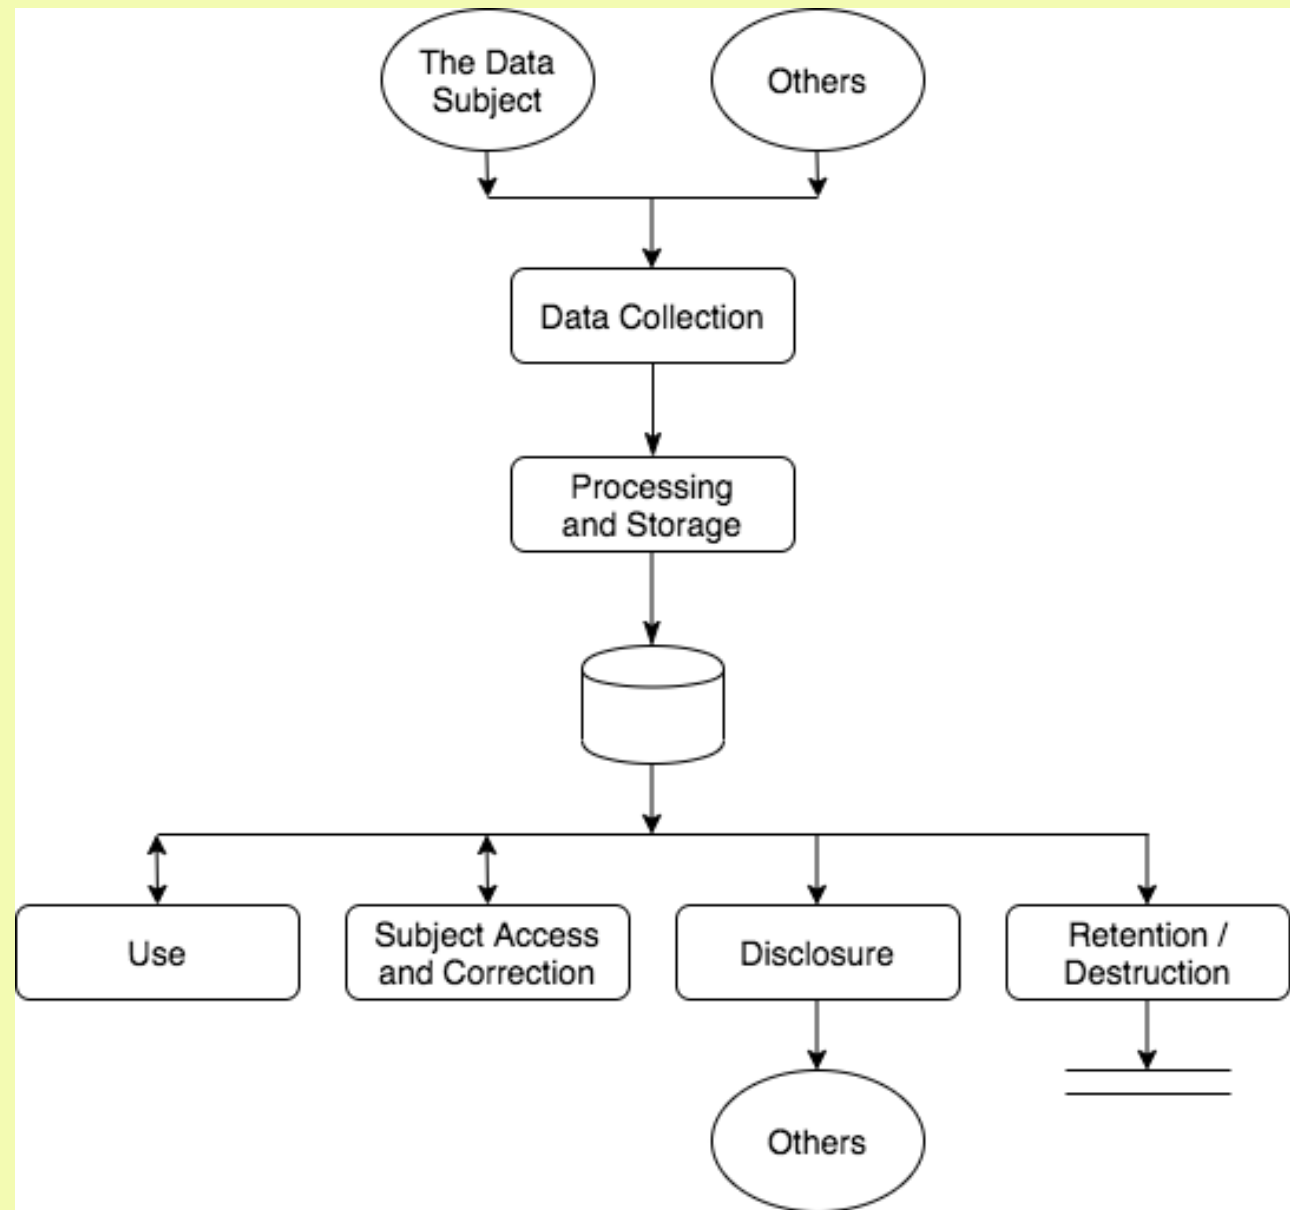 The Data
Subject
Others
Data Collection
Processing
and Storage
Use
Subject Access
and Correction
Disclosure
Retention /
Destruction
Others